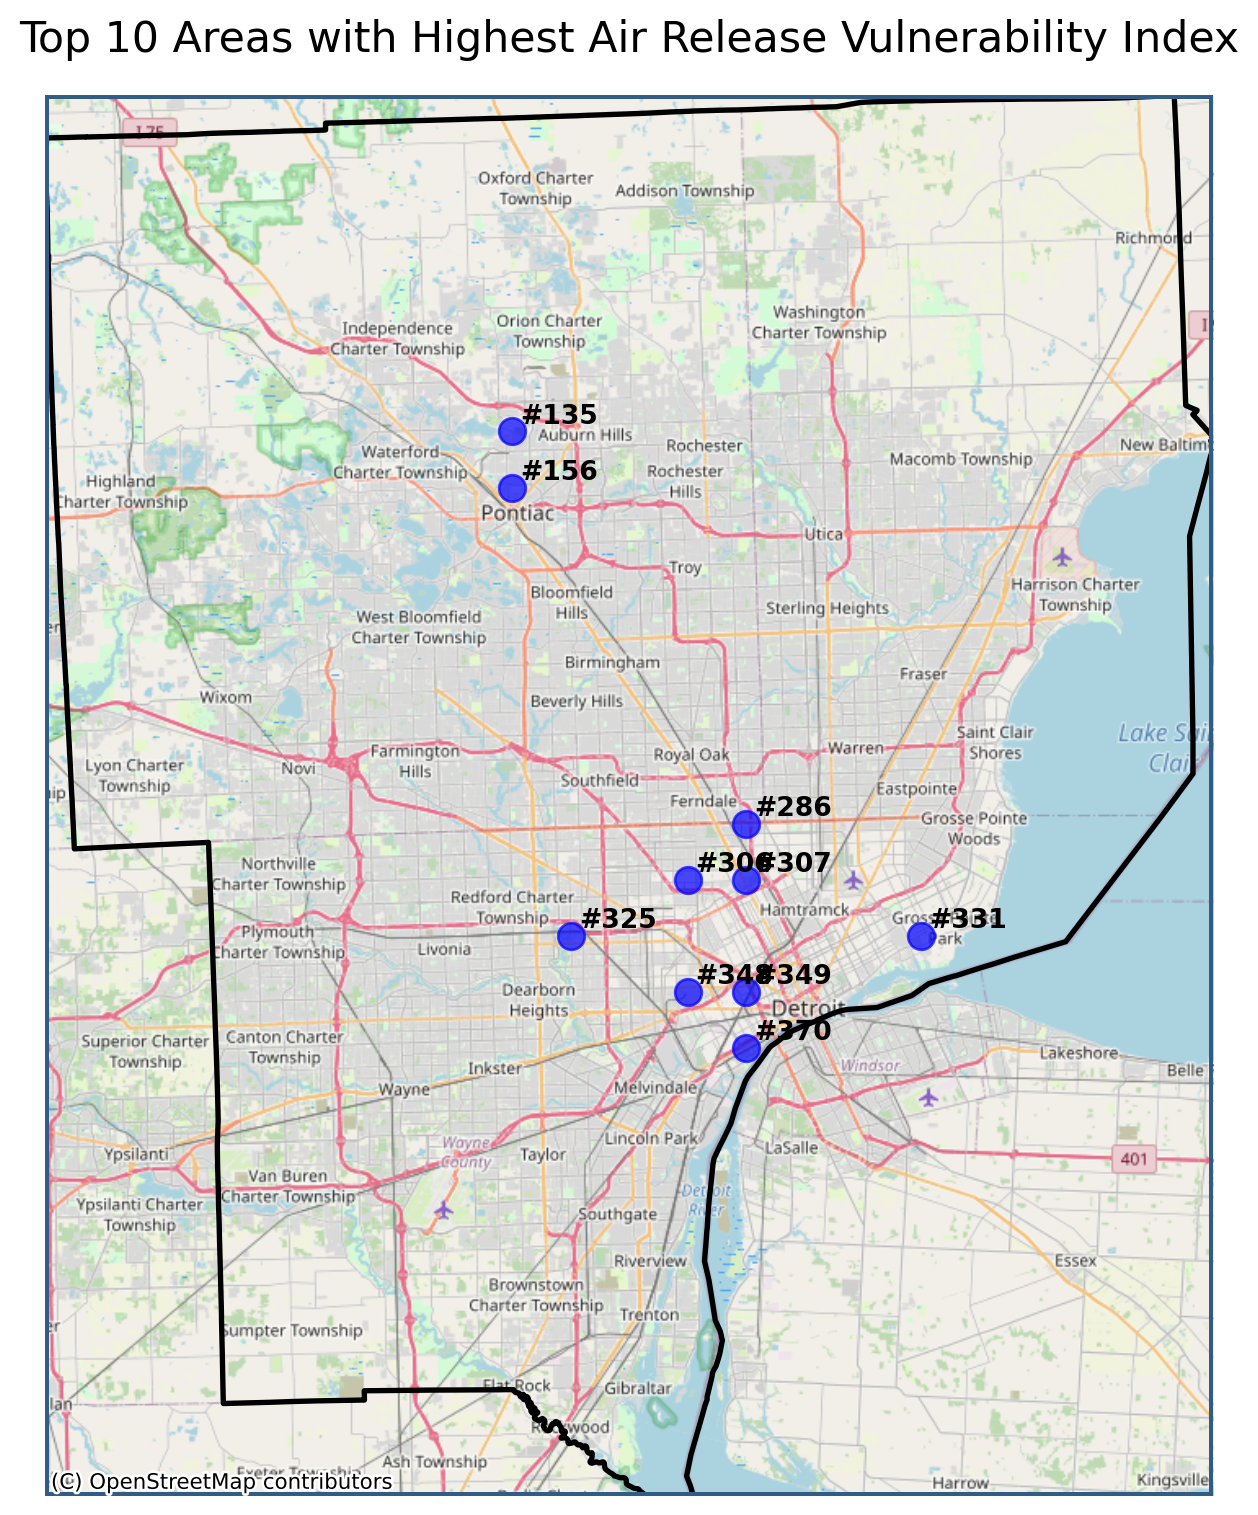 Top 10 Areas with Highest Air Release Vulnerability Index
I 75
Oxford Charter
Township
Addison Township
Richmond
Washington
Charter Township
Independence
Charter Township
Orion Charter
Township
#135
Auburn Hills
Rochester
New Baltim
Waterford
Charter Township
#156
Rochester
Hills
Macomb Township
Highland
Charter Township
Pontiac
Utica
Troy
Harrison Charter
Township
Bloomfield
Hills
Sterling Heights
West Bloomfield
Charter Township
Birmingham
Fraser
Wixom
Beverly Hills
Saint Clair
Shores
Lake Sai
Clai
Farmington
Hills
Royal Oak
Warren
Lyon Charter
Township
Novi
Southfield
Eastpointe
ip
Ferndale
#286
Grosse Pointe
Woods
Northville
Charter Township
#306
#307
Redford Charter
Township
#325
Hamtramck
#331
Park
Plymouth
Charter Township
Livonia
Dearborn
Heights
#348
#349
Detroit
#370
Superior Charter
Township
Canton Charter
Township
Inkster
Windsor
Lakeshore
Belle
Wayne
Melvindale
Wayne
County
Lincoln Park
LaSalle
Ypsilanti
Taylor
401
Van Buren
Charter Township
Ypsilanti Charter
Township
Detroit
River
Southgate
Riverview
Essex
Brownstown
Charter Township
Trenton
Sumpter Township
Flat Rock
Gibraltar
lan
Rockwood
Ash Township
Exeter Township
Harrow
Kingsville
(C) OpenStreetMap contributors